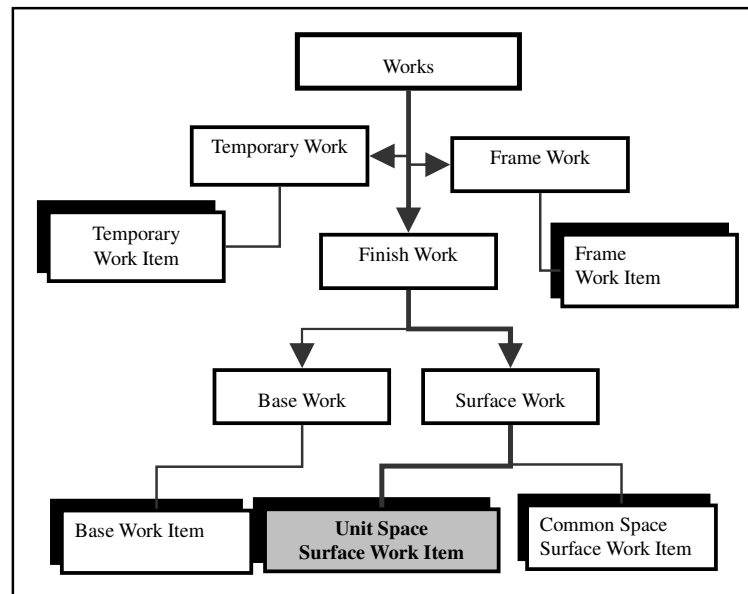 Works
Temporary Work
Frame Work
Temporary
Work Item
Finish Work
Frame
Work Item
Base Work
Surface Work
Base Work Item
Unit Space
Surface Work Item
Common Space
Surface Work Item